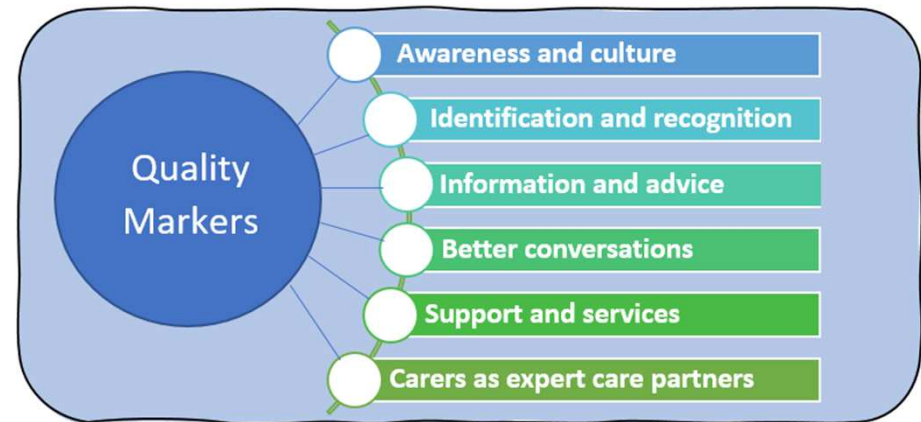 Quality
Markers
Awareness and culture
Identification and recognition
Information and advice
Better conversations
Support and services
Carers as expert care partners